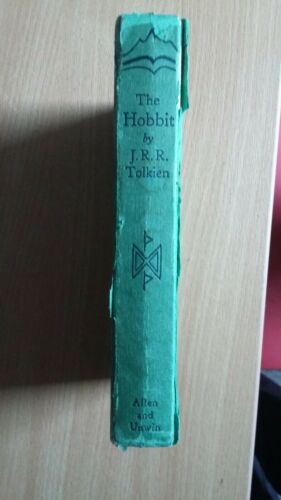 The
Hobbit
by
J.R.R.
Tolkien
Allen
and
Unwin